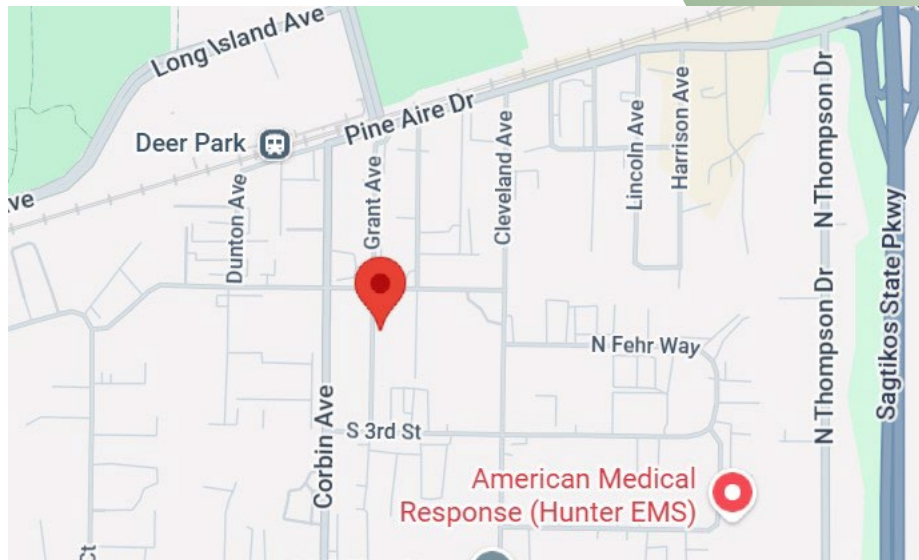 Long Island Ave
Pine Aire Dr
Deer Park
ve
Dunton Ave
Grant Ave
Cleveland Ave
Lincoln Ave
Harrison Ave
N Thompson Dr
N Thompson Dr
Sagtikos State Pkwy
N Fehr Way
Corbin Ave
S 3rd St
American Medical
Response (Hunter EMS)
Ct